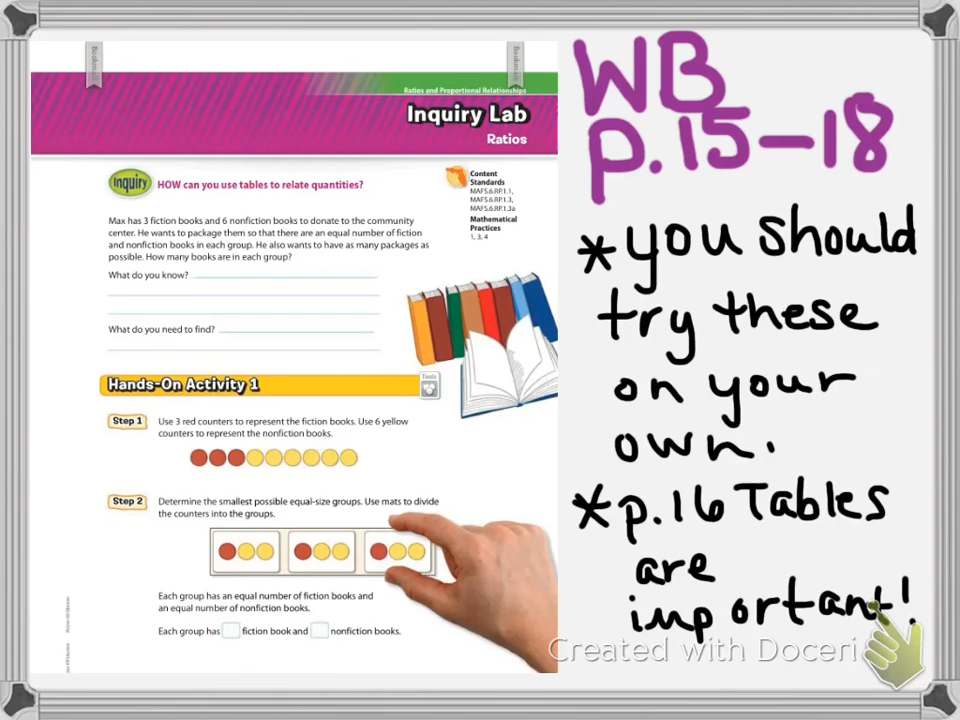 Ratios and Proportional Relationships
Inquiry Lab
Ratios
Inquiry
HOW can you use tables to relate quantities?
Content
Standards
MAFS.6.RP.1.1,
MAFS.6.RP.1.3,
MAFS.6.RP.1.3a
Mathematical
Practices
1, 3, 4
Max has 3 fiction books and 6 nonfiction books to donate to the community
center. He wants to package them so that there are an equal number of fiction
and nonfiction books in each group. He also wants to have as many packages as
possible. How many books are in each group?
What do you know?
What do you need to find?
Hands-On Activity 1
Tools
Step 1
Use 3 red counters to represent the fiction books. Use 6 yellow
counters to represent the nonfiction books.
Step 2
Determine the smallest possible equal-size groups. Use mats to divide
the counters into the groups.
Each group has an equal number of fiction books and
an equal number of nonfiction books.
Each group has fiction book and nonfiction books.
WB
p.15-18
*you should
try these
on your
own.
*p.16 Tables
are
important!
Created with Doceri